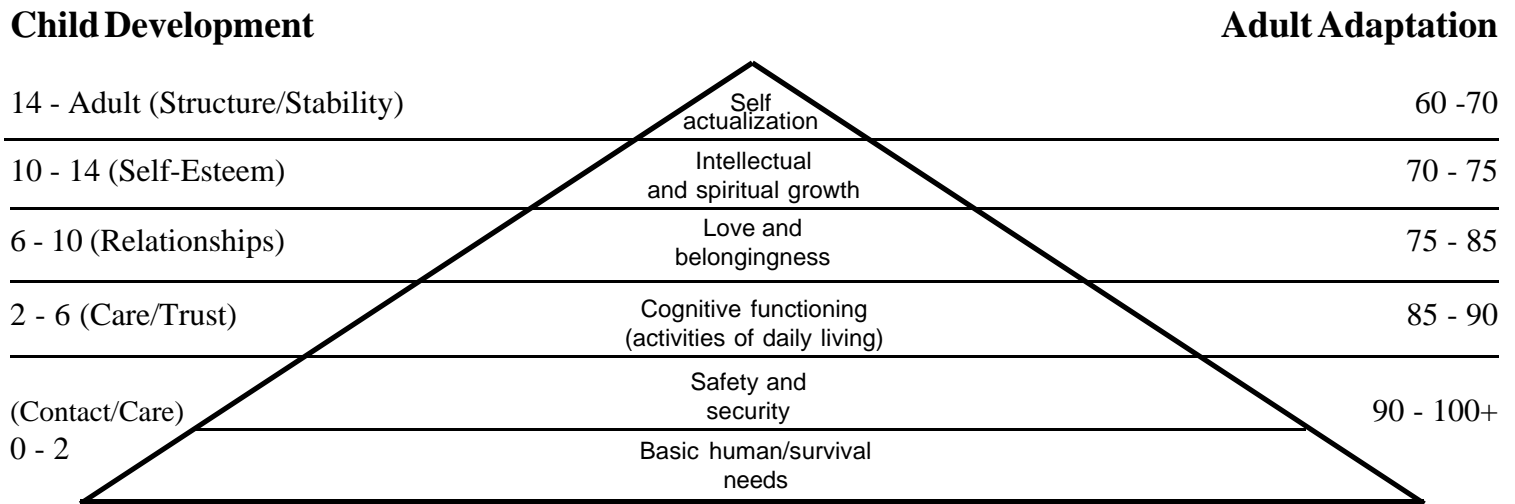 Child Development
Adult Adaptation
14 - Adult (Structure/Stability)
Self
actualization
60 -70
10 - 14 (Self-Esteem)
Intellectual
and spiritual growth
70 - 75
6 - 10 (Relationships)
Love and
belongingness
75 - 85
2 - 6 (Care/Trust)
Cognitive functioning
(activities of daily living)
85 - 90
(Contact/Care)
0 - 2
Safety and
security
90 - 100+
Basic human/survival
needs